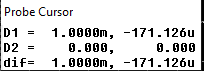 Probe Cursor
D1 =  1.0000m, -171.126u
D2 =    0.000,     0.000
dif=  1.0000m, -171.126u